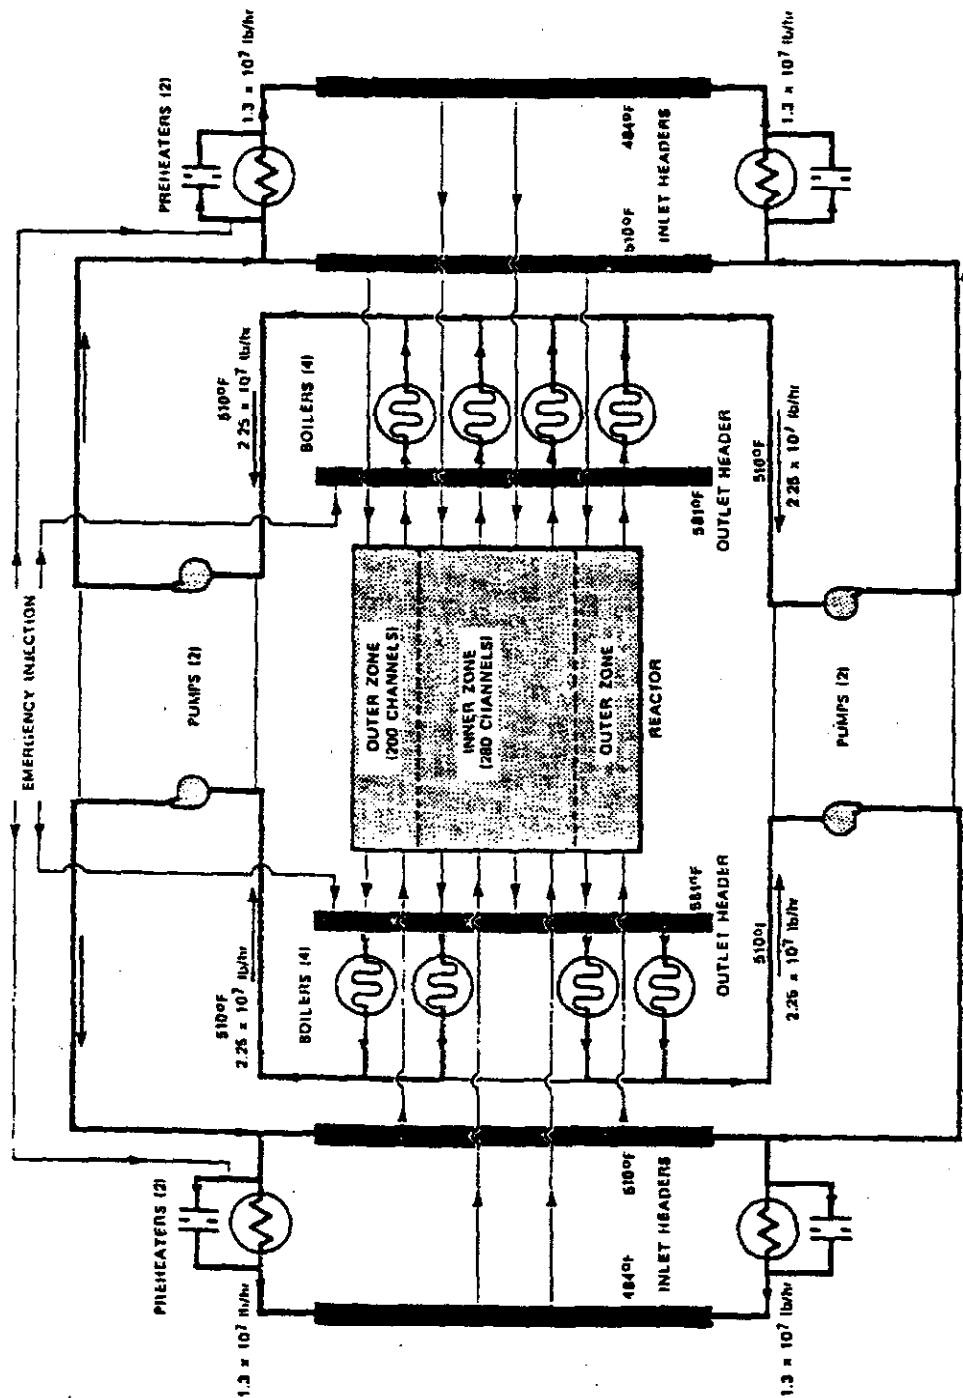 EMERGENCY INJECTION
PREHEATERS (2)
PREHEATERS (2)
PUMPS (2)
510°F
510°F
1.3 x 10⁷ lb/hr
2.25 x 10⁷ lb/hr
2.25 x 10⁷ lb/hr
1.3 x 10⁷ lb/hr
BOILERS (4)
BOILERS (4)
OUTER ZONE
(200 CHANNELS)
INNER ZONE
(280 CHANNELS)
OUTER ZONE
REACTOR
484°F
510°F
510°F
484°F
INLET HEADERS
INLET HEADERS
581°F
581°F
OUTLET HEADER
OUTLET HEADER
510°F
510°F
1.3 x 10⁷ lb/hr
2.25 x 10⁷ lb/hr
2.25 x 10⁷ lb/hr
1.3 x 10⁷ lb/hr
PUMPS (2)
PUMPS (2)